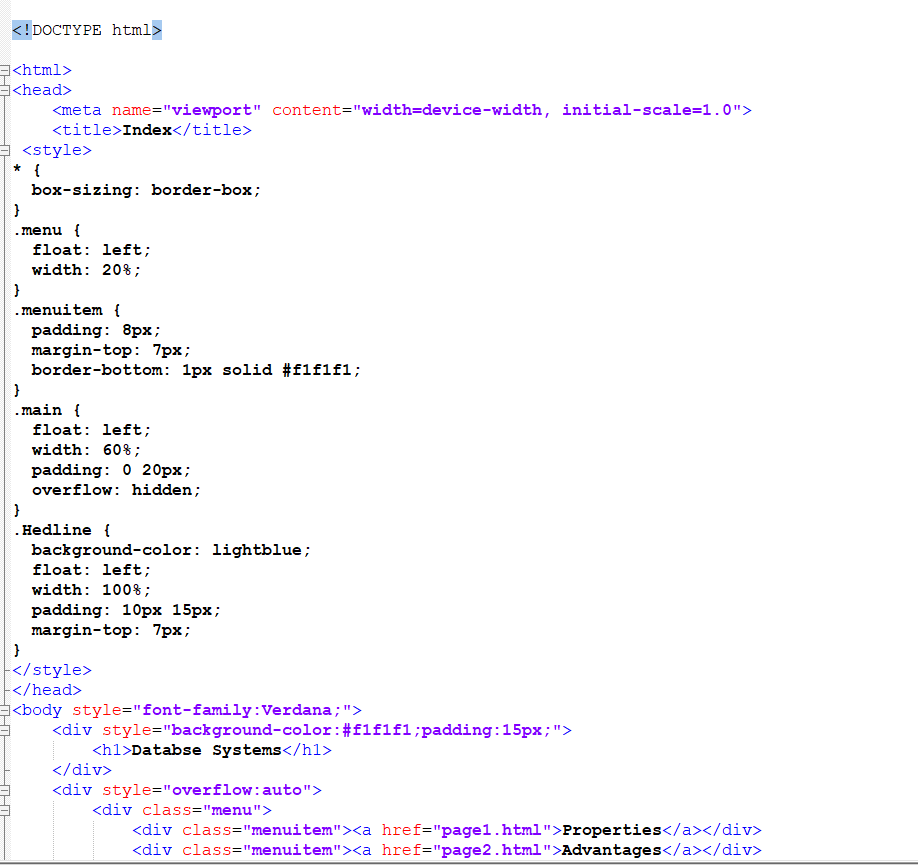 <!DOCTYPE html>
<html>
<head>
<meta name="viewport" content="width=device-width, initial-scale=1.0">
<title>Index</title>
<style>
* {
box-sizing: border-box;
}
.menu {
float: left;
width: 20%;
}
.menuitem {
padding: 8px;
margin-top: 7px;
border-bottom: 1px solid #f1f1f1;
}
.main {
float: left;
width: 60%;
padding: 0 20px;
overflow: hidden;
}
.Hedline {
background-color: lightblue;
float: left;
width: 100%;
padding: 10px 15px;
margin-top: 7px;
}
</style>
</head>
<body style="font-family:Verdana;">
<div style="background-color:#f1f1f1;padding:15px;">
<h1>Databse Systems</h1>
</div>
<div style="overflow:auto">
<div class="menu">
<div class="menuitem"><a href="page1.html">Properties</a></div>
<div class="menuitem"><a href="page2.html">Advantages</a></div>